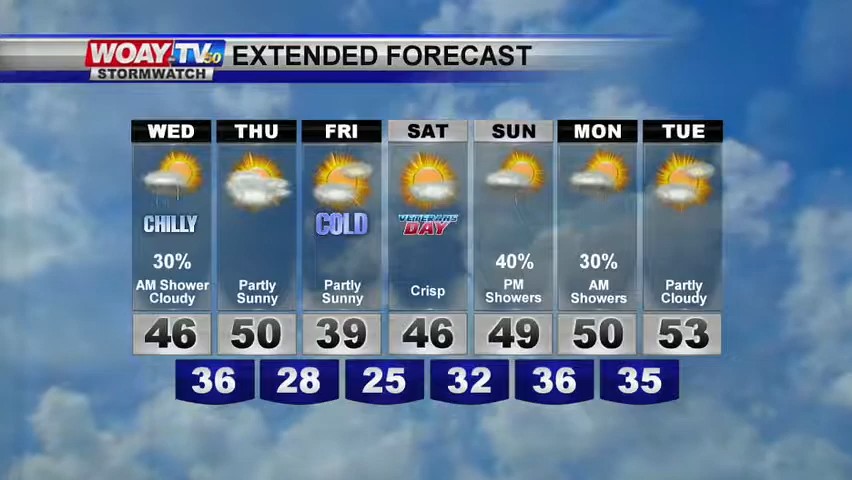 WOAY-TV 50
STORMWATCH
EXTENDED FORECAST
WED THU FRI SAT SUN MON TUE
CHILLY COLD VETERANS
DAY
30% 40% 30%
AM Shower Partly Partly Crisp PM AM Partly
Cloudy Sunny Sunny Showers Showers Cloudy
46 50 39 46 49 50 53
36 28 25 32 36 35